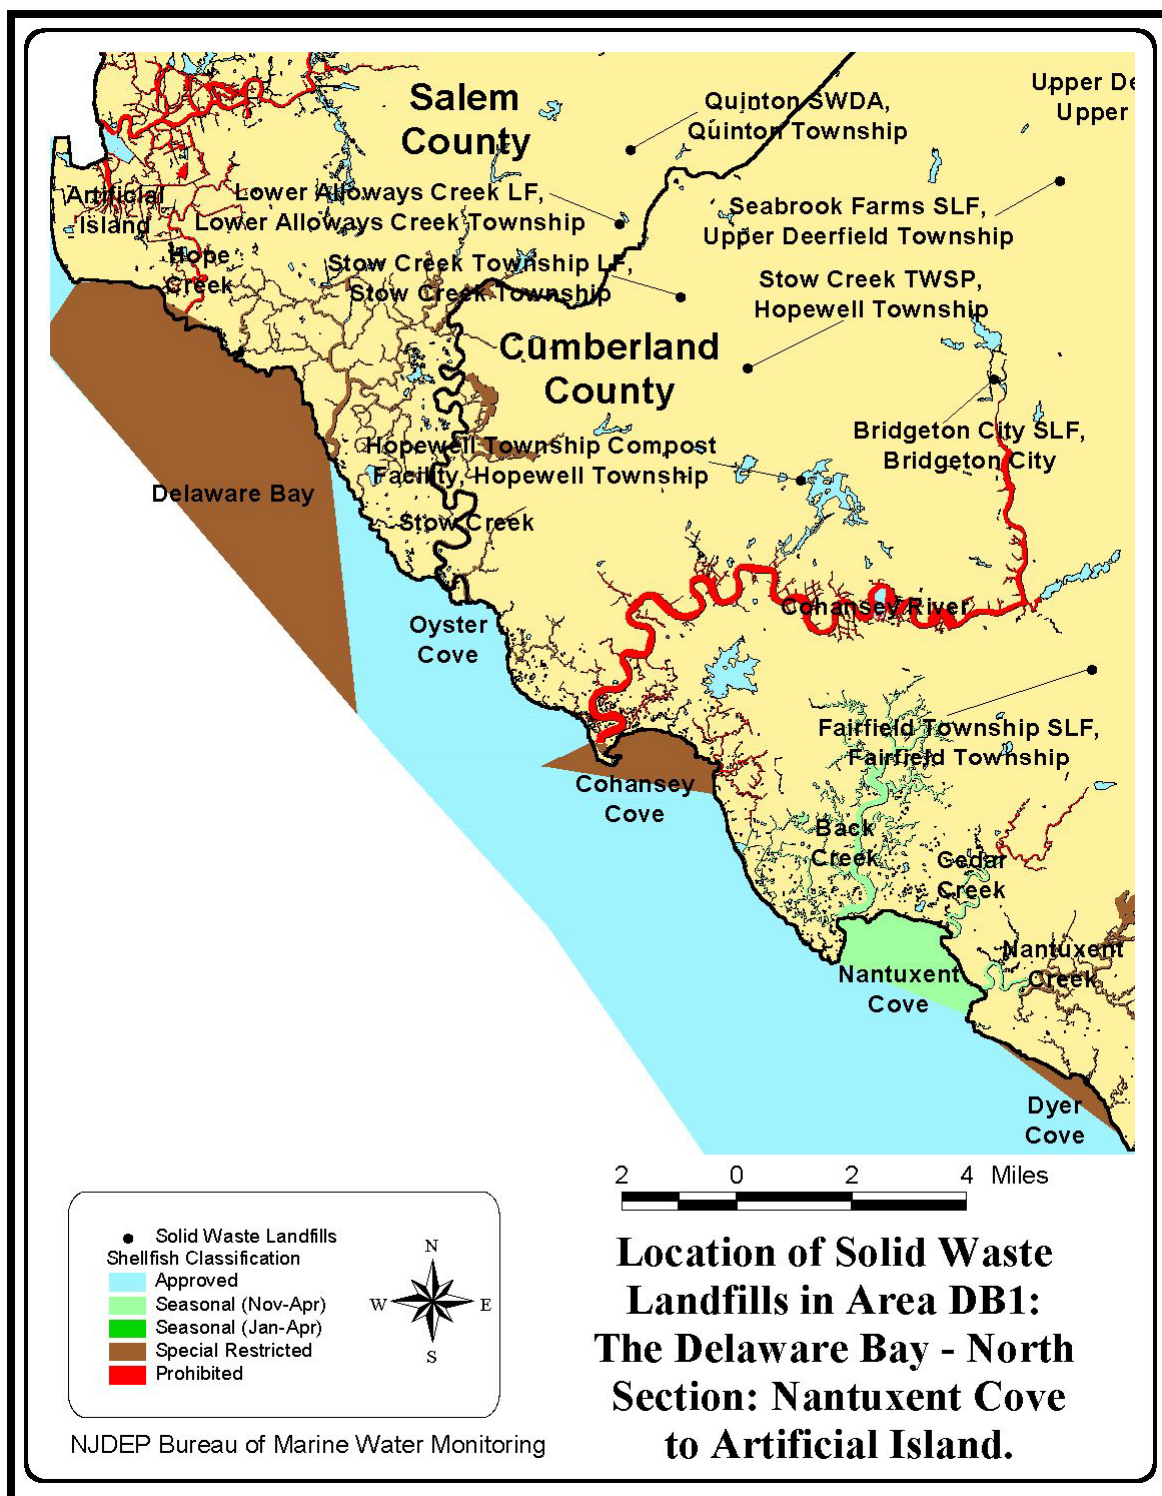 Salem
County
Quinton SWDA,
Quinton Township
Upper De
Upper
Artificial
Island
Lower Alloways Creek LF,
Lower Alloways Creek Township
Seabrook Farms SLF,
Upper Deerfield Township
Hope
Creek
Stow Creek Township LF,
Stow Creek Township
Stow Creek TWSP,
Hopewell Township
Cumberland
County
Bridgeton City SLF,
Bridgeton City
Hopewell Township Compost
Facility, Hopewell Township
Delaware Bay
Stow Creek
Cohansey River
Oyster
Cove
Fairfield Township SLF,
Fairfield Township
Cohansey
Cove
Back
Creek
Cedar
Creek
Nantuxent
Creek
Nantuxent
Cove
Dyer
Cove
2 0 2 4 Miles
Solid Waste Landfills
Shellfish Classification
Approved
Seasonal (Nov-Apr)
Seasonal (Jan-Apr)
Special Restricted
Prohibited
N
W E
S
Location of Solid Waste
Landfills in Area DB1:
The Delaware Bay - North
Section: Nantuxent Cove
to Artificial Island.
NJDEP Bureau of Marine Water Monitoring